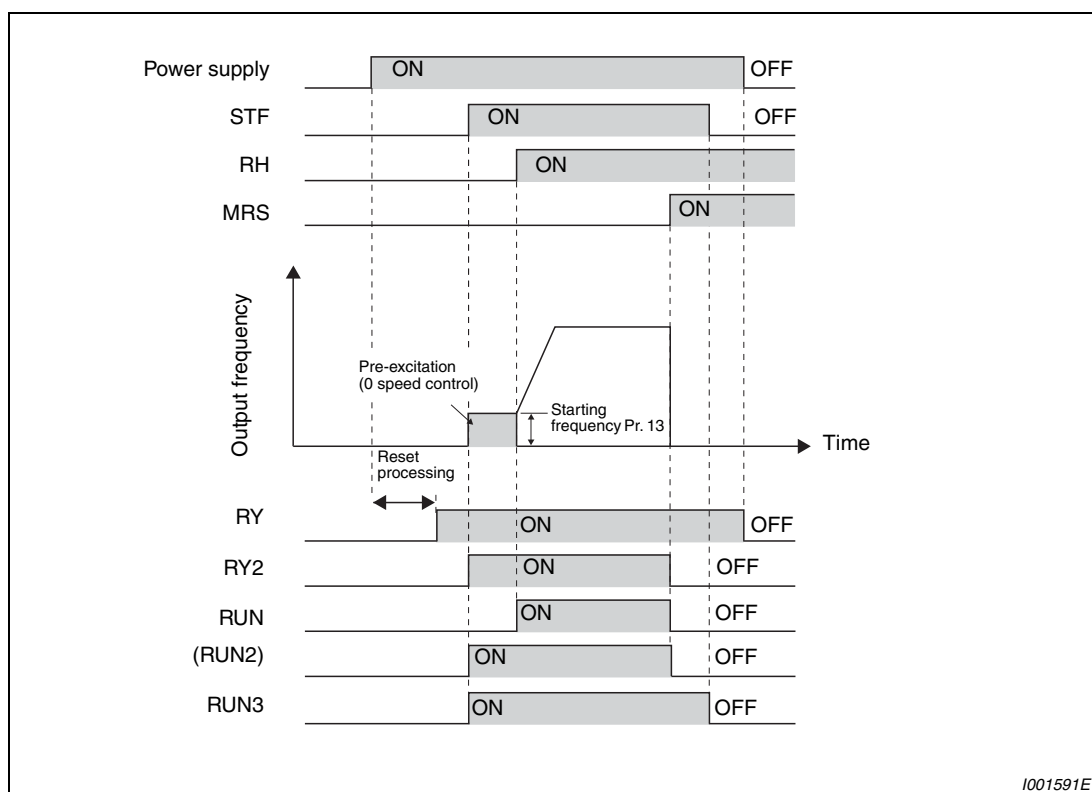 Power supply
ON
OFF
STF
ON
OFF
RH
ON
MRS
ON
Output frequency
Pre-excitation
(0 speed control)
Starting
frequency Pr. 13
Time
Reset
processing
RY
ON
OFF
RY2
ON
OFF
RUN
ON
OFF
(RUN2)
ON
OFF
RUN3
ON
OFF
I001591E